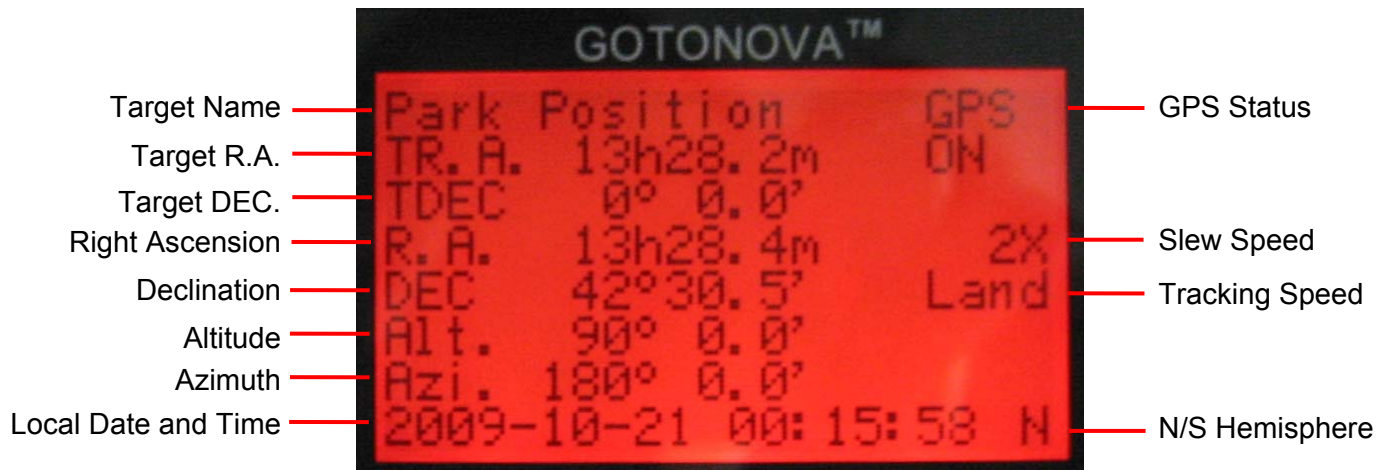 GOTONOVA™
Target Name Park Position GPS GPS Status
Target R.A. TR.A. 13h28.2m ON
Target DEC. TDEC 0° 0.0’
Right Ascension R.A. 13h28.4m 2X Slew Speed
Declination DEC 42°30.5’ Land Tracking Speed
Altitude Alt. 90° 0.0’
Azimuth Azi. 180° 0.0’
Local Date and Time 2009-10-21 00:15:58 N N/S Hemisphere